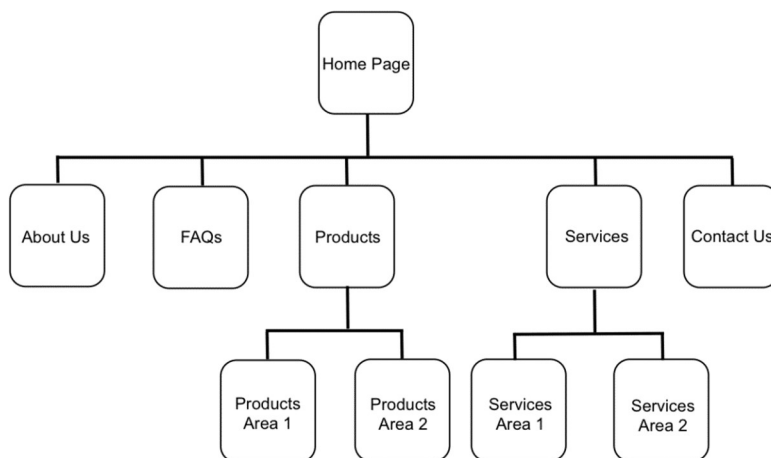 Home Page
About Us
FAQs
Products
Services
Contact Us
Products
Area 1
Products
Area 2
Services
Area 1
Services
Area 2